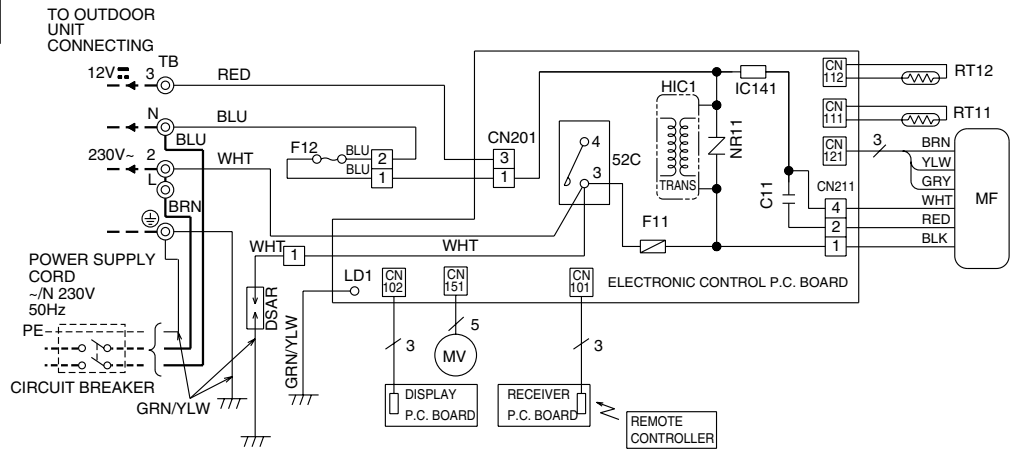 TO OUTDOOR
UNIT
CONNECTING
TB
12V 3
RED
N
BLU
BLU
230V~ 2
WHT
L
BRN
F12
BLU 2
BLU 1
CN201
3
1
4
52C
3
HIC1
TRANS
NR11
IC141
C11
F11
CN
112
RT12
CN
111
RT11
CN
121
3
BRN
YLW
GRY
CN211
4 WHT
2 RED
1 BLK
MF
WHT 1 WHT
POWER SUPPLY
CORD
~/N 230V
50Hz
PE
CIRCUIT BREAKER
GRN/YLW
DSAR
GRN/YLW
LD1
CN
102
CN
151
CN
101
ELECTRONIC CONTROL P.C. BOARD
3
5
3
MV
DISPLAY
P.C. BOARD
RECEIVER
P.C. BOARD
REMOTE
CONTROLLER